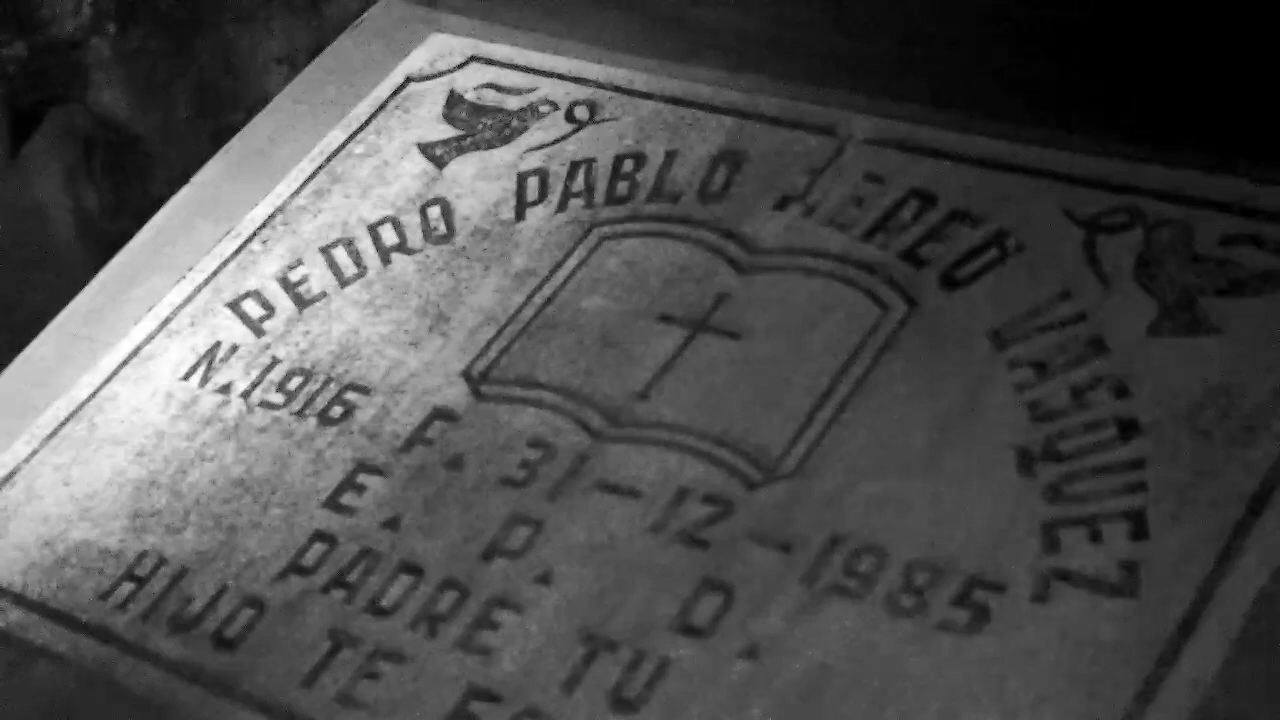 PEDRO PABLO VASQUEZ
N.1916 F. 31-12-1985
E. P. D.
PADRE TU
HIJO TE